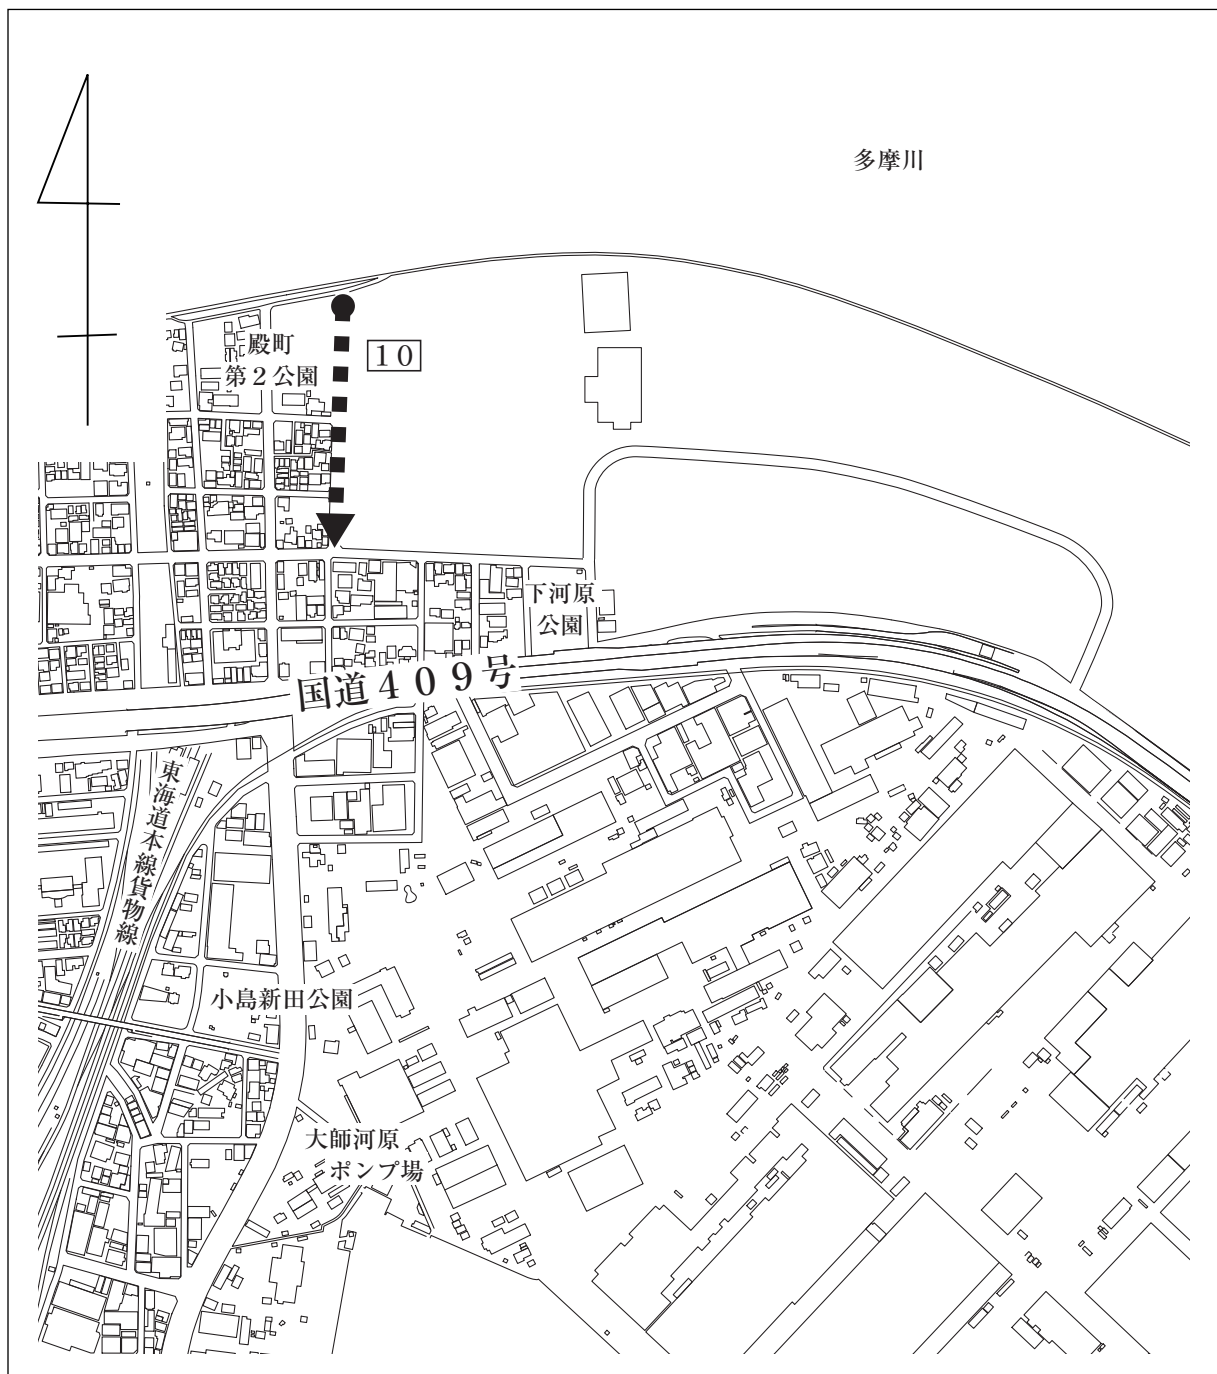 多摩川
殿町
第２公園
１０
下河原
公園
国道４０９号
東海道本線貨物線
小島新田公園
大師河原
ポンプ場